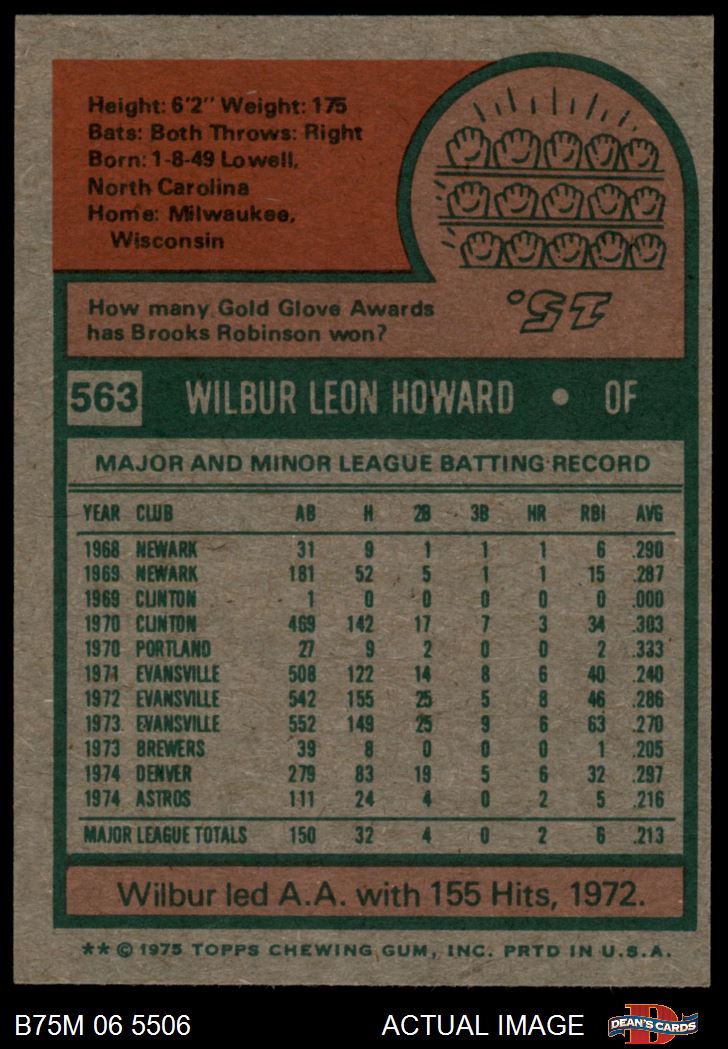 Height: 6'2" Weight: 175
Bats: Both Throws: Right
Born: 1-8-49 Lowell,
North Carolina
Home: Milwaukee,
Wisconsin
How many Gold Glove Awards
has Brooks Robinson won?
15.
563 WILBUR LEON HOWARD • OF
MAJOR AND MINOR LEAGUE BATTING RECORD
YEAR CLUB AB H 2B 3B HR RBI AVG
1968 NEWARK 31 9 1 1 1 6 .290
1969 NEWARK 181 52 5 1 1 15 .287
1969 CLINTON 1 0 0 0 0 0 .000
1970 CLINTON 469 142 17 7 3 34 .303
1970 PORTLAND 27 9 2 0 0 2 .333
1971 EVANSVILLE 508 122 14 8 6 40 .240
1972 EVANSVILLE 542 155 25 5 8 46 .286
1973 EVANSVILLE 552 149 25 9 6 63 .270
1973 BREWERS 39 8 0 0 0 1 .205
1974 DENVER 279 83 19 5 6 32 .297
1974 ASTROS 111 24 4 0 2 5 .216
MAJOR LEAGUE TOTALS 150 32 4 0 2 6 .213
Wilbur led A.A. with 155 Hits, 1972.
** © 1975 TOPPS CHEWING GUM, INC. PRTD IN U.S.A.
B75M 06 5506 ACTUAL IMAGE DEAN'S CARDS